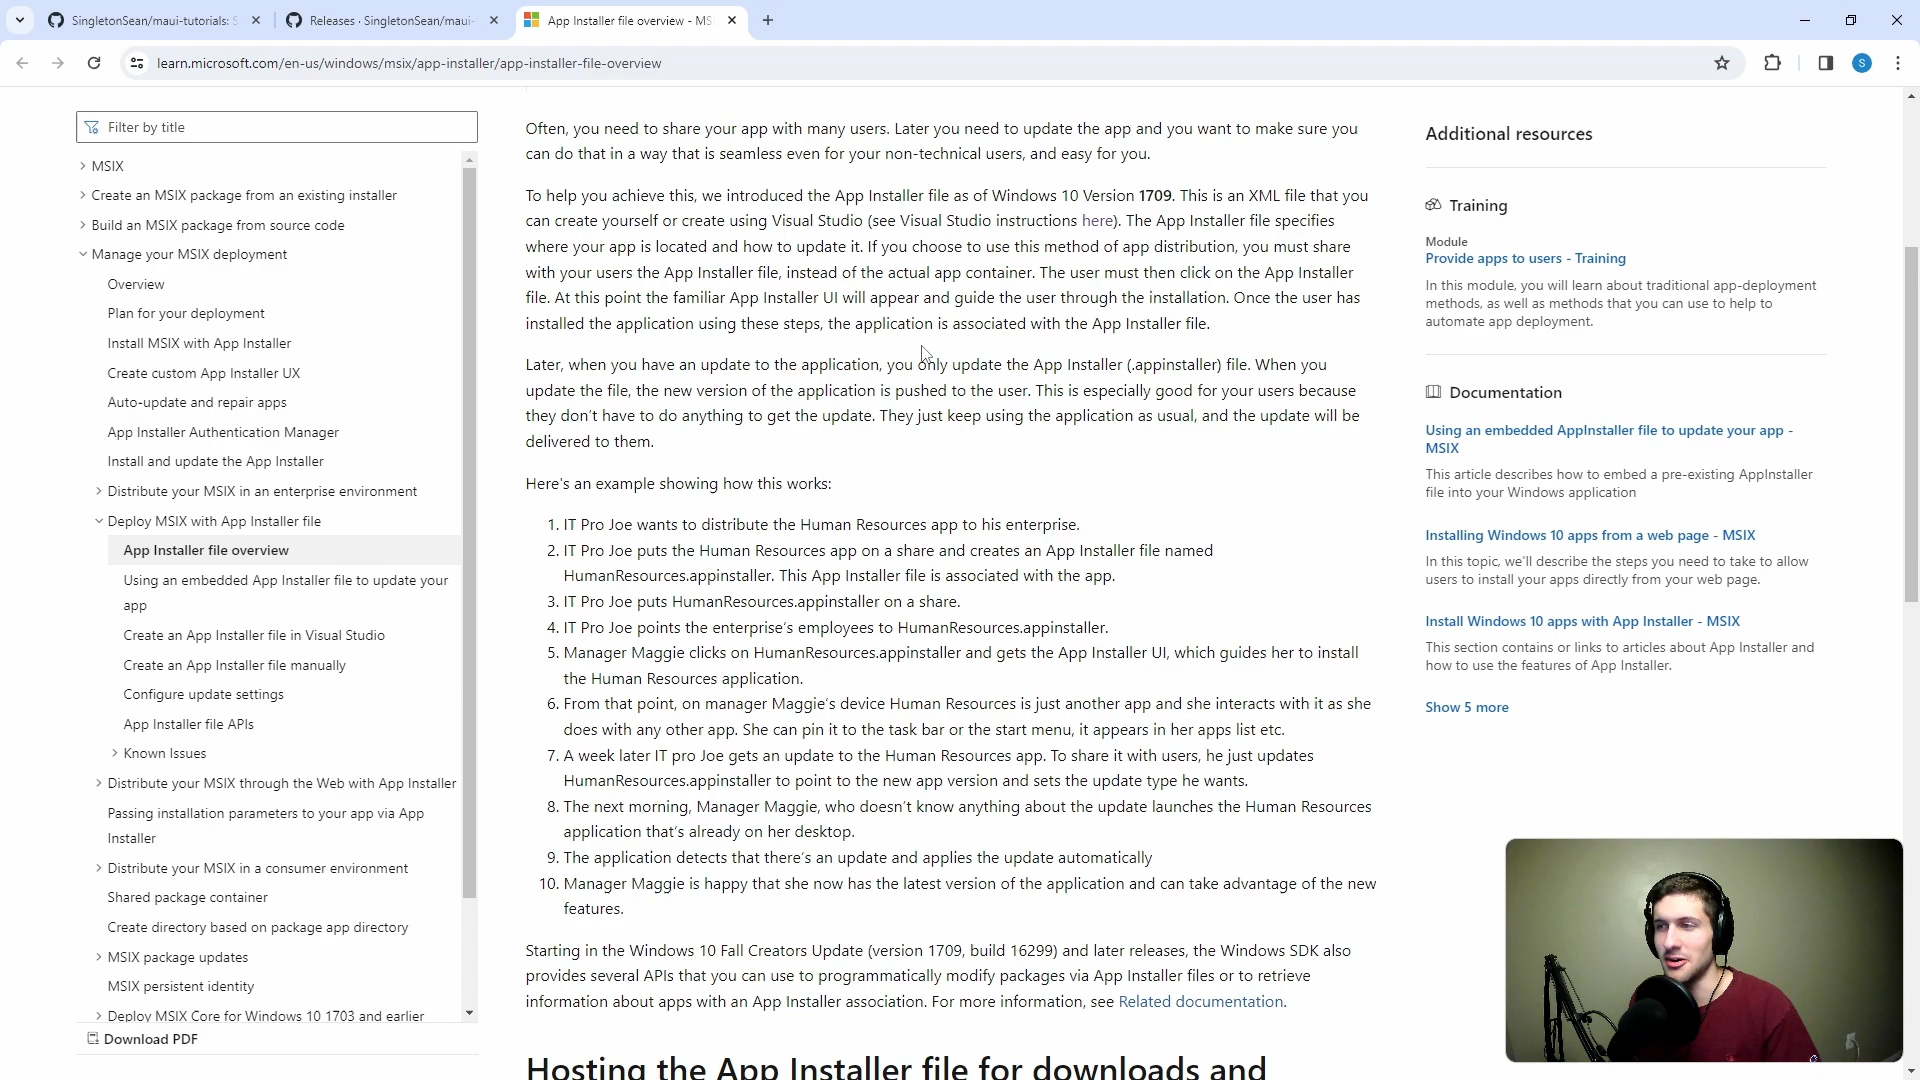 SingletonSean/maui-tutorials: S
Releases · SingletonSean/maui-
App Installer file overview - MS
learn.microsoft.com/en-us/windows/msix/app-installer/app-installer-file-overview
S
Filter by title
MSIX
Create an MSIX package from an existing installer
Build an MSIX package from source code
Manage your MSIX deployment
Overview
Plan for your deployment
Install MSIX with App Installer
Create custom App Installer UX
Auto-update and repair apps
App Installer Authentication Manager
Install and update the App Installer
Distribute your MSIX in an enterprise environment
Deploy MSIX with App Installer file
App Installer file overview
Using an embedded App Installer file to update your
app
Create an App Installer file in Visual Studio
Create an App Installer file manually
Configure update settings
App Installer file APIs
Known Issues
Distribute your MSIX through the Web with App Installer
Passing installation parameters to your app via App
Installer
Distribute your MSIX in a consumer environment
Shared package container
Create directory based on package app directory
MSIX package updates
MSIX persistent identity
Deploy MSIX Core for Windows 10 1703 and earlier
Download PDF
Often, you need to share your app with many users. Later you need to update the app and you want to make sure you
can do that in a way that is seamless even for your non-technical users, and easy for you.
To help you achieve this, we introduced the App Installer file as of Windows 10 Version 1709. This is an XML file that you
can create yourself or create using Visual Studio (see Visual Studio instructions here). The App Installer file specifies
where your app is located and how to update it. If you choose to use this method of app distribution, you must share
with your users the App Installer file, instead of the actual app container. The user must then click on the App Installer
file. At this point the familiar App Installer UI will appear and guide the user through the installation. Once the user has
installed the application using these steps, the application is associated with the App Installer file.
Later, when you have an update to the application, you only update the App Installer (.appinstaller) file. When you
update the file, the new version of the application is pushed to the user. This is especially good for your users because
they don't have to do anything to get the update. They just keep using the application as usual, and the update will be
delivered to them.
Here's an example showing how this works:
1. IT Pro Joe wants to distribute the Human Resources app to his enterprise.
2. IT Pro Joe puts the Human Resources app on a share and creates an App Installer file named
HumanResources.appinstaller. This App Installer file is associated with the app.
3. IT Pro Joe puts HumanResources.appinstaller on a share.
4. IT Pro Joe points the enterprise's employees to HumanResources.appinstaller.
5. Manager Maggie clicks on HumanResources.appinstaller and gets the App Installer UI, which guides her to install
the Human Resources application.
6. From that point, on manager Maggie's device Human Resources is just another app and she interacts with it as she
does with any other app. She can pin it to the task bar or the start menu, it appears in her apps list etc.
7. A week later IT pro Joe gets an update to the Human Resources app. To share it with users, he just updates
HumanResources.appinstaller to point to the new app version and sets the update type he wants.
8. The next morning, Manager Maggie, who doesn't know anything about the update launches the Human Resources
application that's already on her desktop.
9. The application detects that there's an update and applies the update automatically
10. Manager Maggie is happy that she now has the latest version of the application and can take advantage of the new
features.
Starting in the Windows 10 Fall Creators Update (version 1709, build 16299) and later releases, the Windows SDK also
provides several APIs that you can use to programmatically modify packages via App Installer files or to retrieve
information about apps with an App Installer association. For more information, see Related documentation.
Hosting the App Installer file for downloads and
Additional resources
Training
Module
Provide apps to users - Training
In this module, you will learn about traditional app-deployment
methods, as well as methods that you can use to help to
automate app deployment.
Documentation
Using an embedded AppInstaller file to update your app -
MSIX
This article describes how to embed a pre-existing AppInstaller
file into your Windows application
Installing Windows 10 apps from a web page - MSIX
In this topic, we'll describe the steps you need to take to allow
users to install your apps directly from your web page.
Install Windows 10 apps with App Installer - MSIX
This section contains or links to articles about App Installer and
how to use the features of App Installer.
Show 5 more